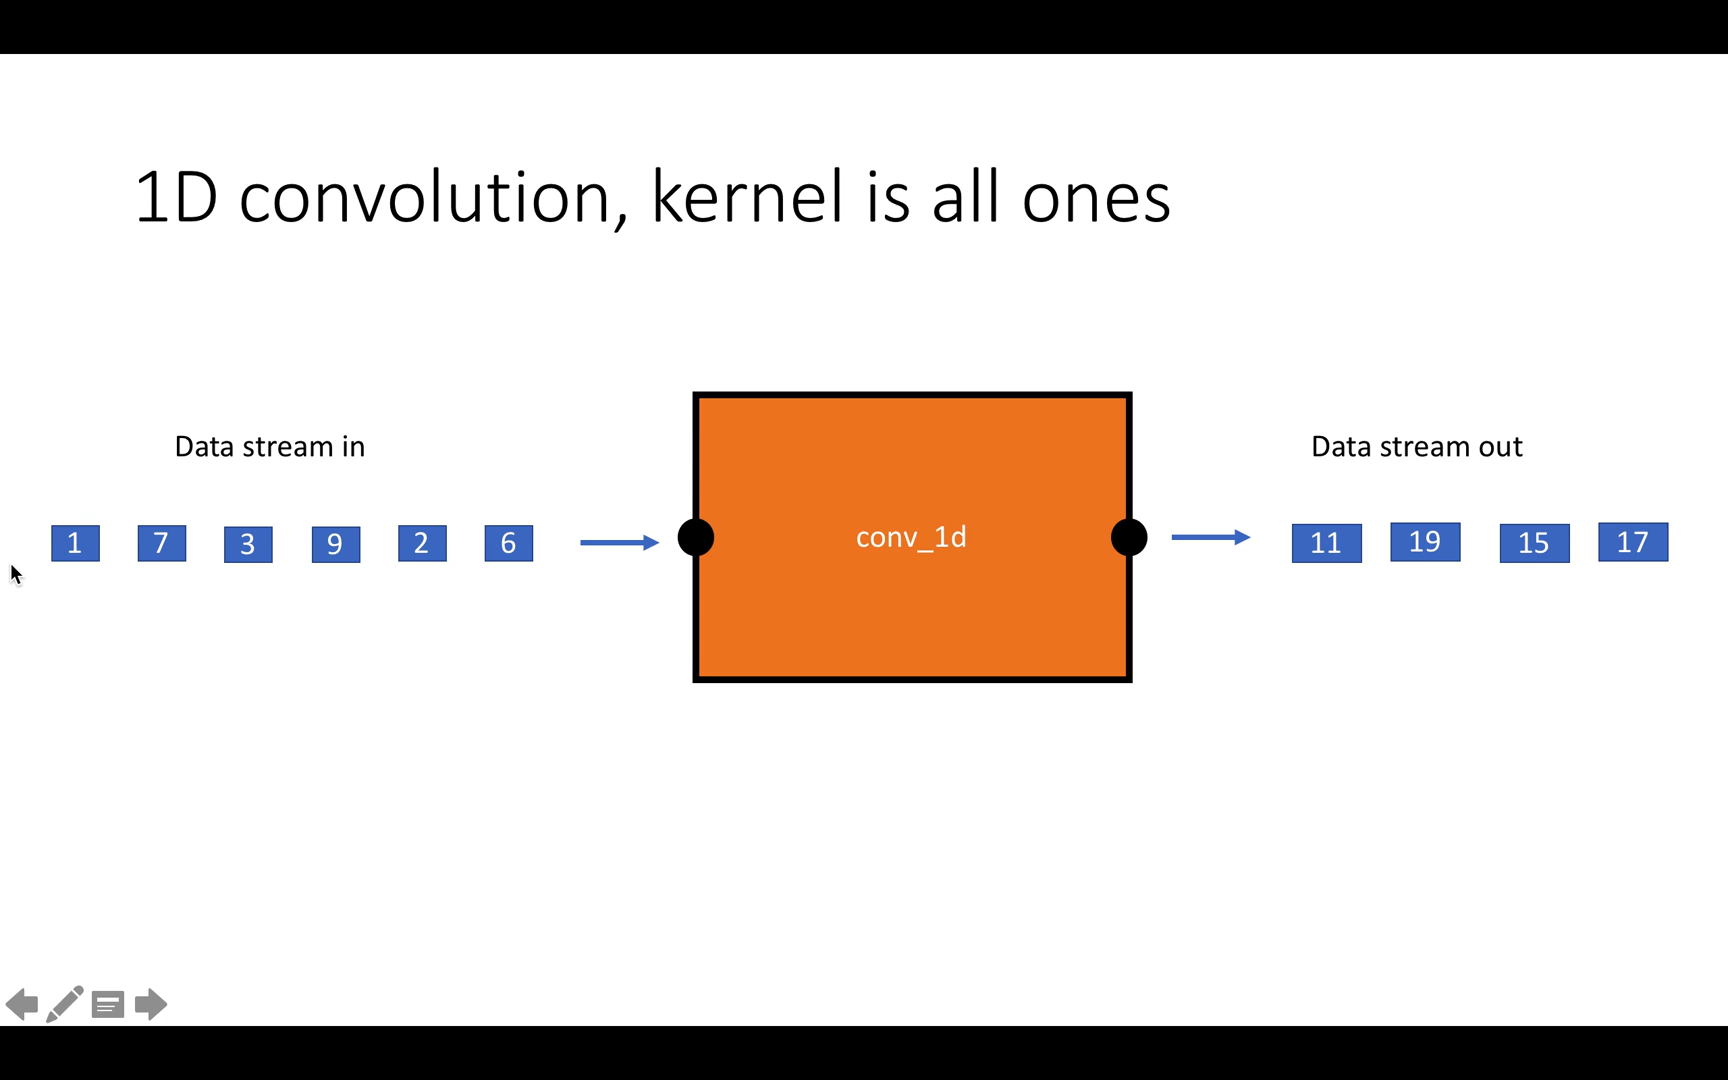 1D convolution, kernel is all ones
Data stream in
1 7 3 9 2 6
conv_1d
Data stream out
11 19 15 17